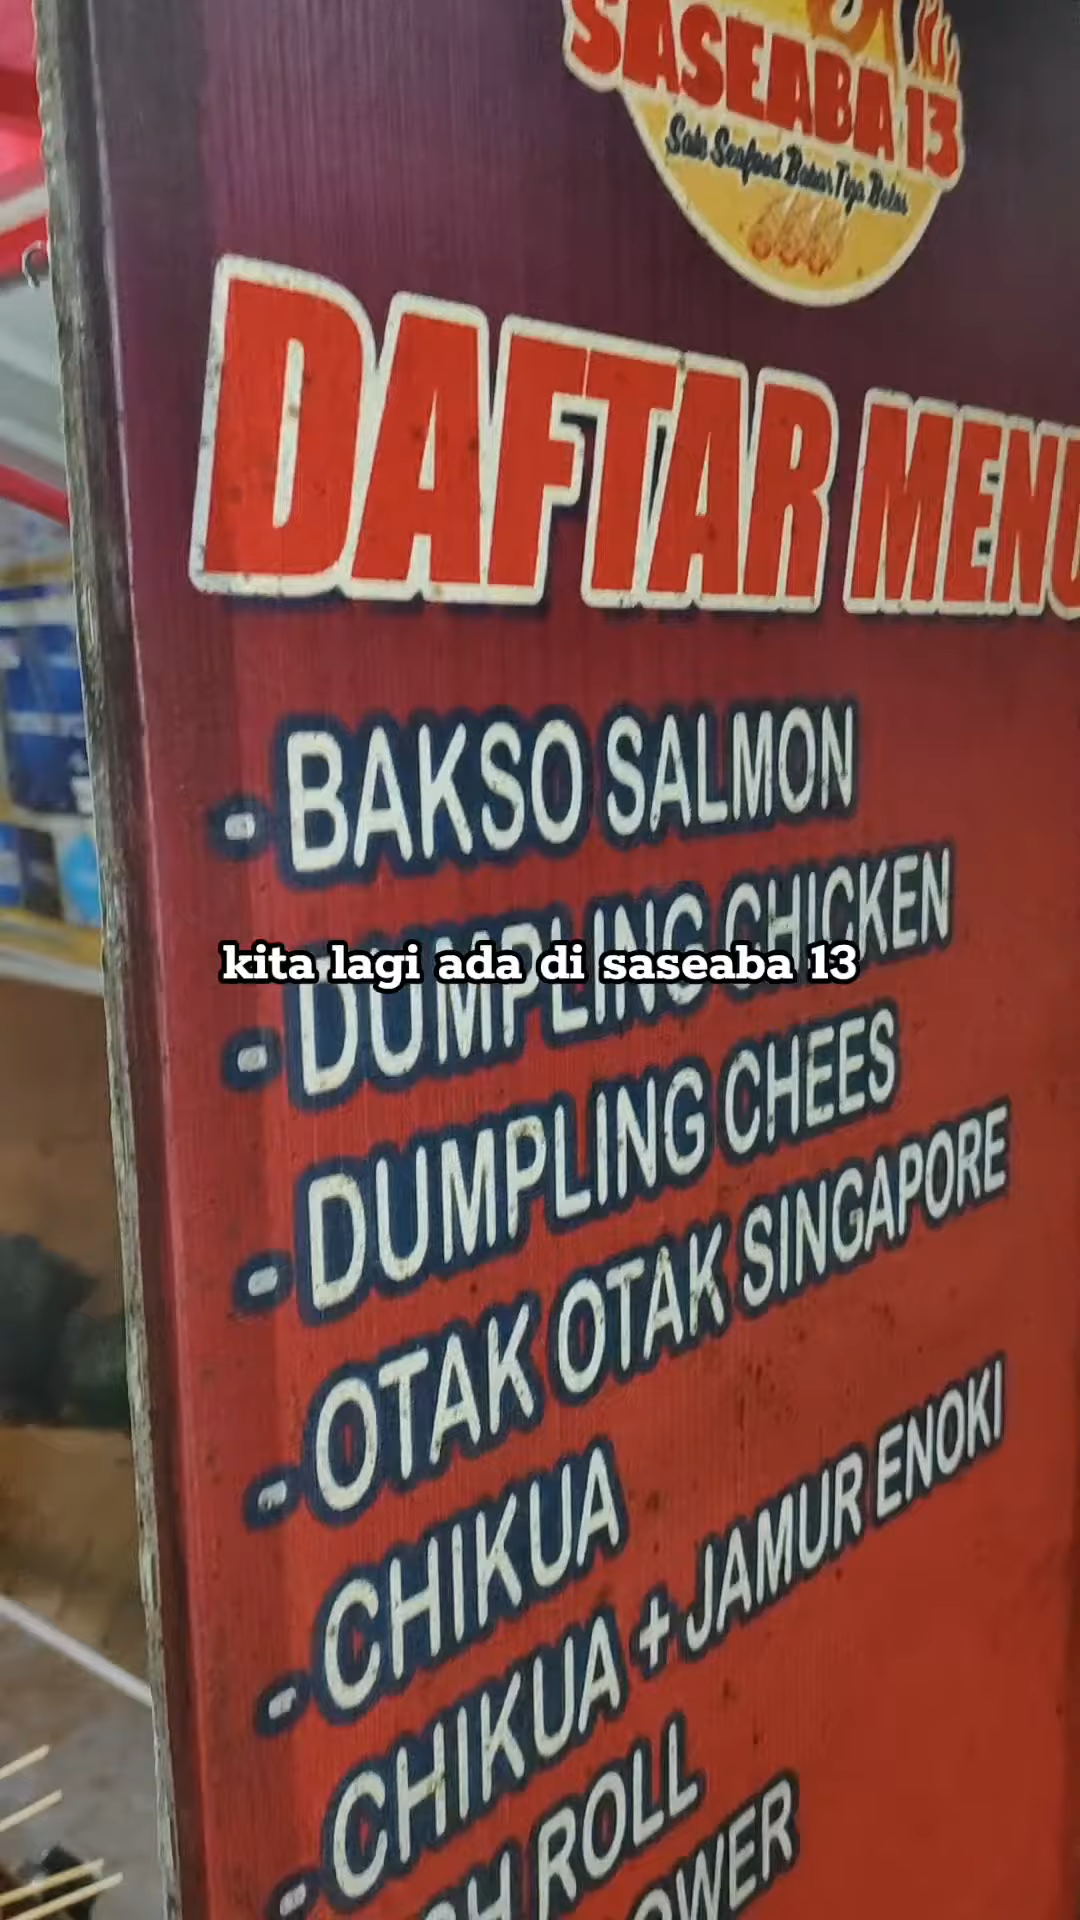 SASEABA 13
Sate Seafood Bakar Tiga Belas
DAFTAR MENU
- BAKSO SALMON
- DUMPLING CHICKEN
kita lagi ada di saseaba 13
- DUMPLING CHEES
- OTAK OTAK SINGAPORE
- CHIKUA
- CHIKUA + JAMUR ENOKI
ROLL